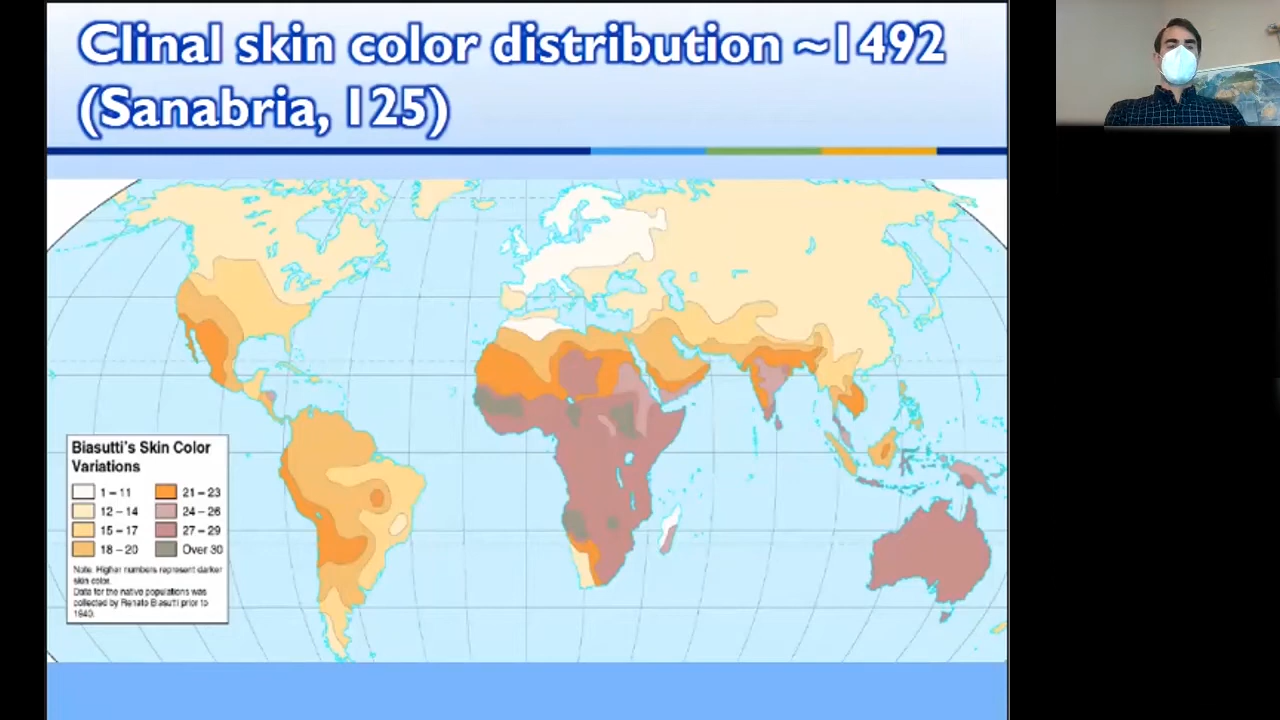 Clinal skin color distribution ~1492
(Sanabria, 125)
Biasutti's Skin Color
Variations
1 – 11
21 – 23
12 – 14
24 – 26
15 – 17
27 – 29
18 – 20
Over 30
Note: Higher numbers represent darker
skin color.
Data for the native populations was
collected by Renato Biasutti prior to
1940.